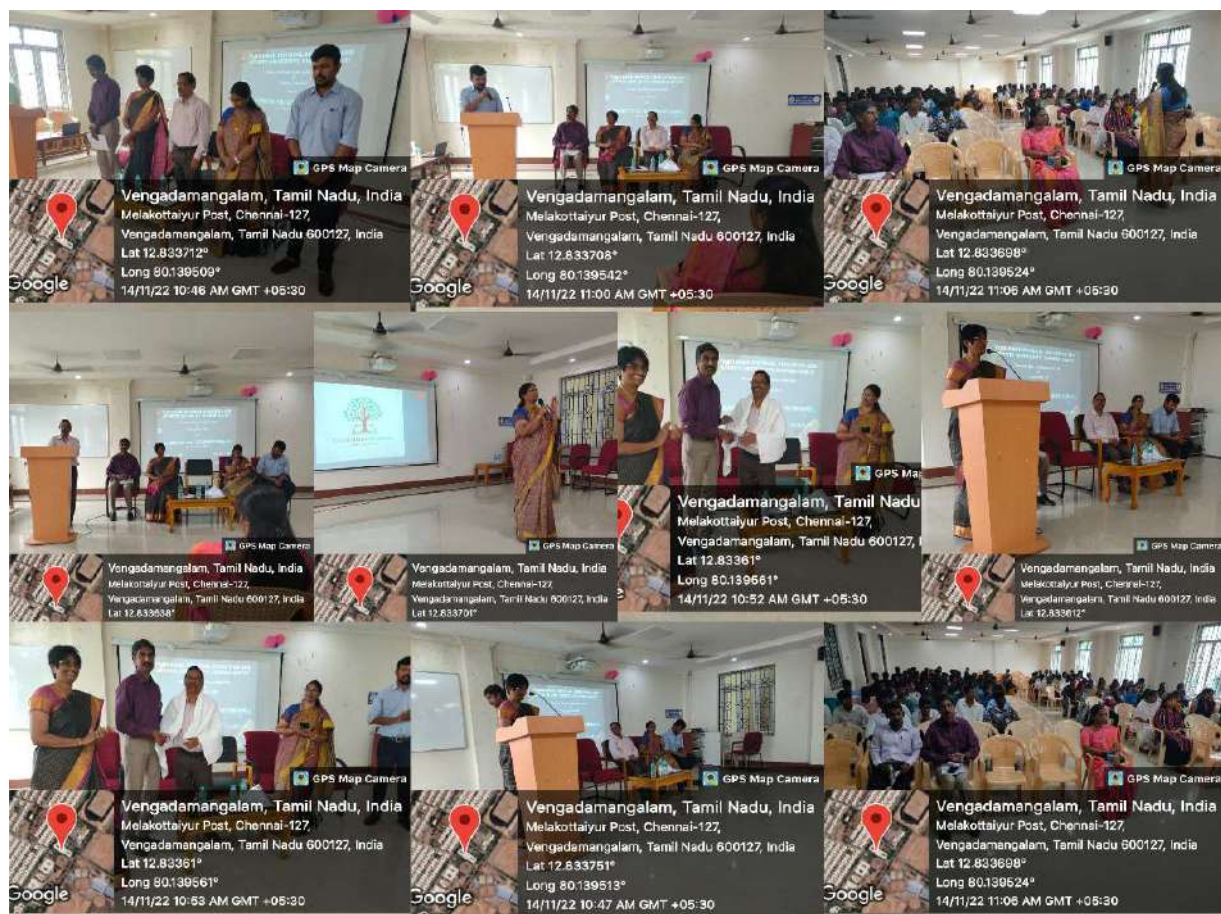 GPS Map Camera
Vengadamangalam, Tamil Nadu, India
Melakottaiyur Post, Chennai-127,
Vengadamangalam, Tamil Nadu 600127, India
Lat 12.833712°
Long 80.139509°
14/11/22 10:46 AM GMT +05:30
Google
GPS Map Camera
Vengadamangalam, Tamil Nadu, India
Melakottaiyur Post, Chennai-127,
Vengadamangalam, Tamil Nadu 600127, India
Lat 12.833708°
Long 80.139542°
14/11/22 11:00 AM GMT +05:30
Google
GPS Map Camera
Vengadamangalam, Tamil Nadu, India
Melakottaiyur Post, Chennai-127,
Vengadamangalam, Tamil Nadu 600127, India
Lat 12.833698°
Long 80.139524°
14/11/22 11:06 AM GMT +05:30
Google
GPS Map Camera
Vengadamangalam, Tamil Nadu, India
Melakottaiyur Post, Chennai-127,
Vengadamangalam, Tamil Nadu 600127, India
Lat 12.833638°
GPS Map Camera
Vengadamangalam, Tamil Nadu, India
Melakottaiyur Post, Chennai-127,
Vengadamangalam, Tamil Nadu 600127, India
Lat 12.833701°
GPS Ma
Vengadamangalam, Tamil Nadu
Melakottaiyur Post, Chennai-127,
Vengadamangalam, Tamil Nadu 600127, I
Lat 12.83361°
Long 80.139561°
14/11/22 10:52 AM GMT +05:30
GPS Map Camera
Vengadamangalam, Tamil Nadu, India
Melakottaiyur Post, Chennai-127,
Vengadamangalam, Tamil Nadu 600127, India
Lat 12.833612°
GPS Map Camera
Vengadamangalam, Tamil Nadu, India
Melakottaiyur Post, Chennai-127,
Vengadamangalam, Tamil Nadu 600127, India
Lat 12.83361°
Long 80.139561°
14/11/22 10:53 AM GMT +05:30
Google
GPS Map Camera
Vengadamangalam, Tamil Nadu, India
Melakottaiyur Post, Chennai-127,
Vengadamangalam, Tamil Nadu 600127, India
Lat 12.833751°
Long 80.139513°
14/11/22 10:47 AM GMT +05:30
Google
GPS Map Camera
Vengadamangalam, Tamil Nadu, India
Melakottaiyur Post, Chennai-127,
Vengadamangalam, Tamil Nadu 600127, India
Lat 12.833698°
Long 80.139524°
14/11/22 11:06 AM GMT +05:30
Google